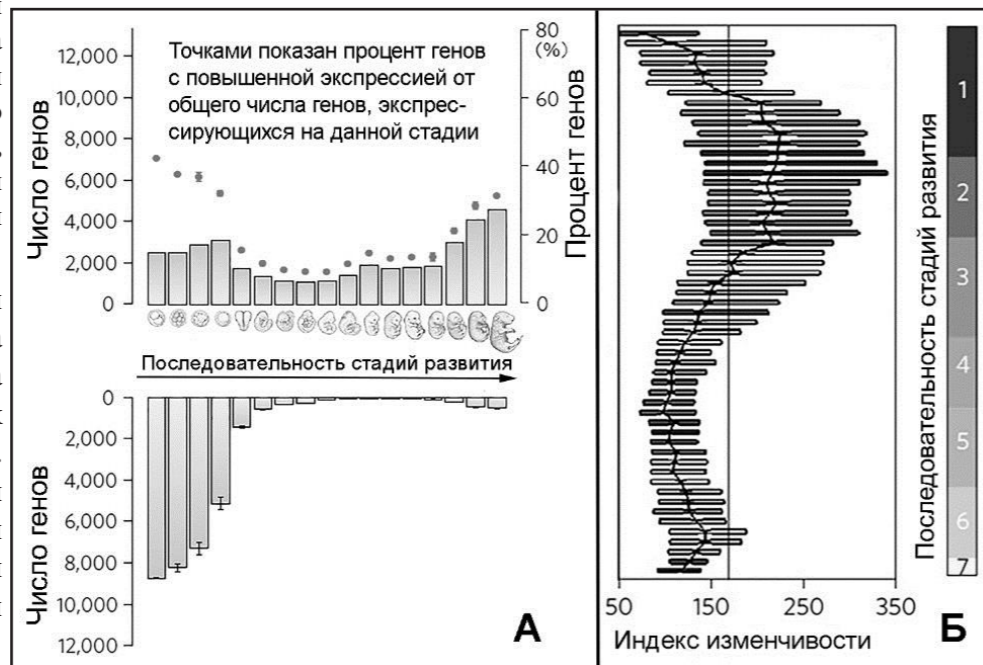 Число генов
12,000
10,000
8,000
6,000
4,000
2,000
0
Точками показан процент генов
с повышенной экспрессией от
общего числа генов, экспрес-
сирующихся на данной стадии
80
(%)
60
40
20
0
Процент генов
Последовательность стадий развития
Число генов
0
2,000
4,000
6,000
8,000
10,000
12,000
А
50
150
250
350
Индекс изменчивости
Последовательность стадий развития
1
2
3
4
5
6
7
Б